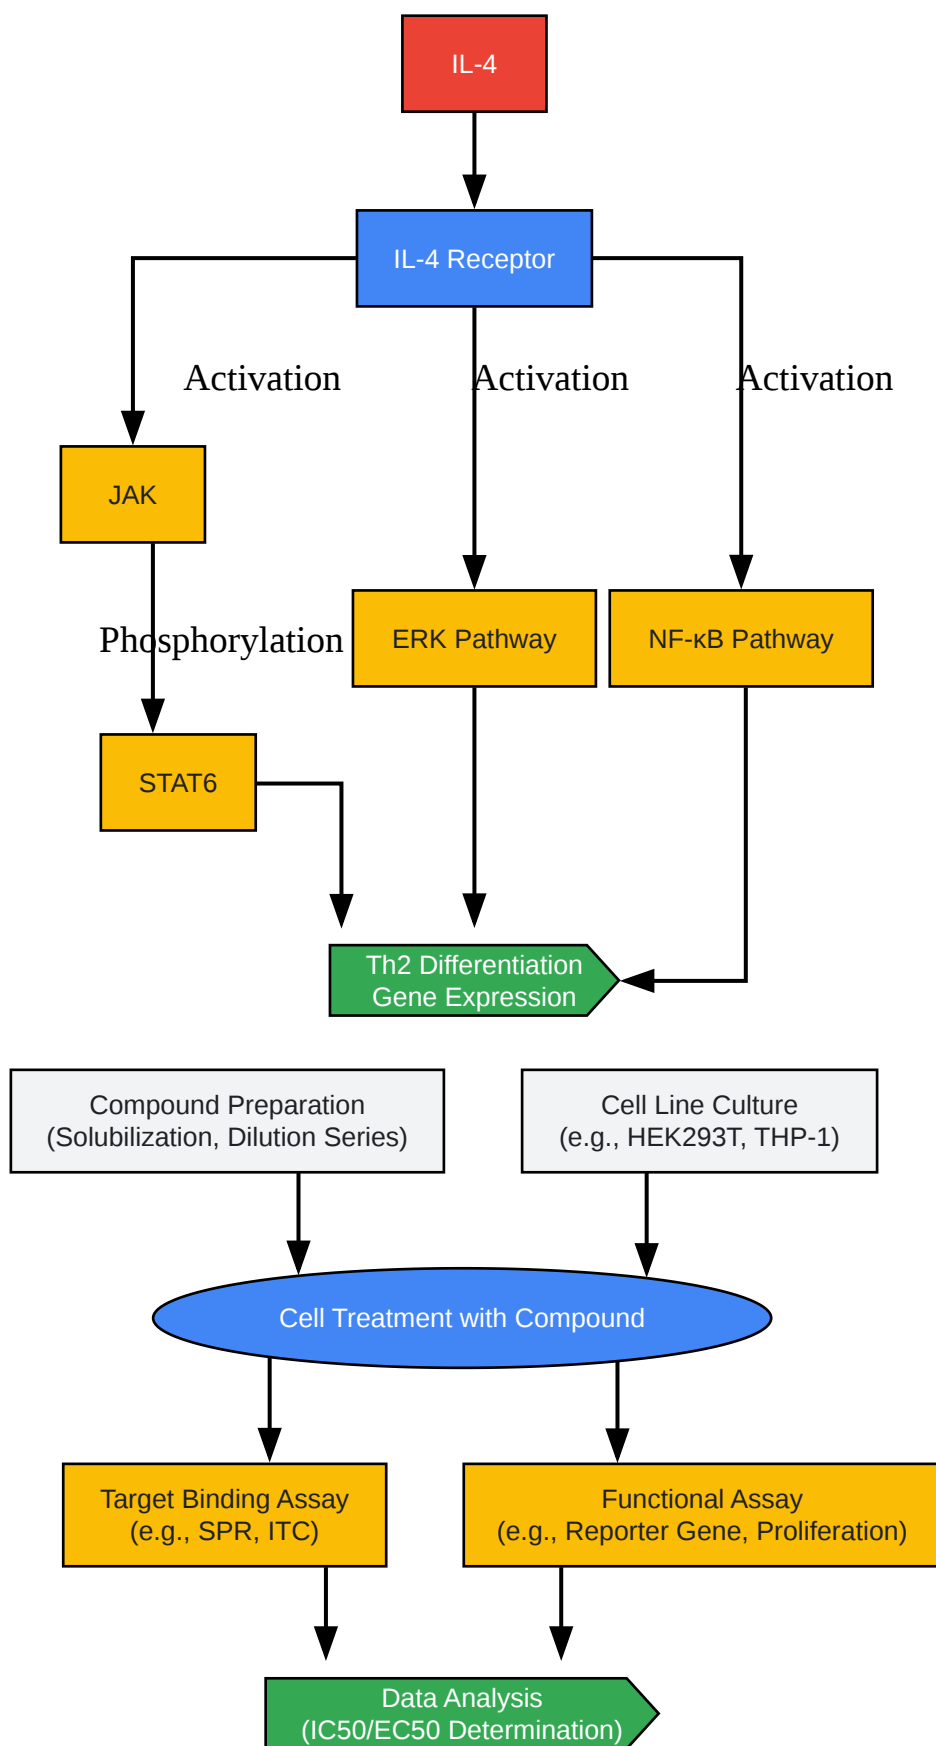 IL-4
IL-4 Receptor
Activation
Activation
Activation
JAK
Phosphorylation
ERK Pathway
NF-κB Pathway
STAT6
Th2 Differentiation
Gene Expression
Compound Preparation
(Solubilization, Dilution Series)
Cell Line Culture
(e.g., HEK293T, THP-1)
Cell Treatment with Compound
Target Binding Assay
(e.g., SPR, ITC)
Functional Assay
(e.g., Reporter Gene, Proliferation)
Data Analysis
(IC50/EC50 Determination)